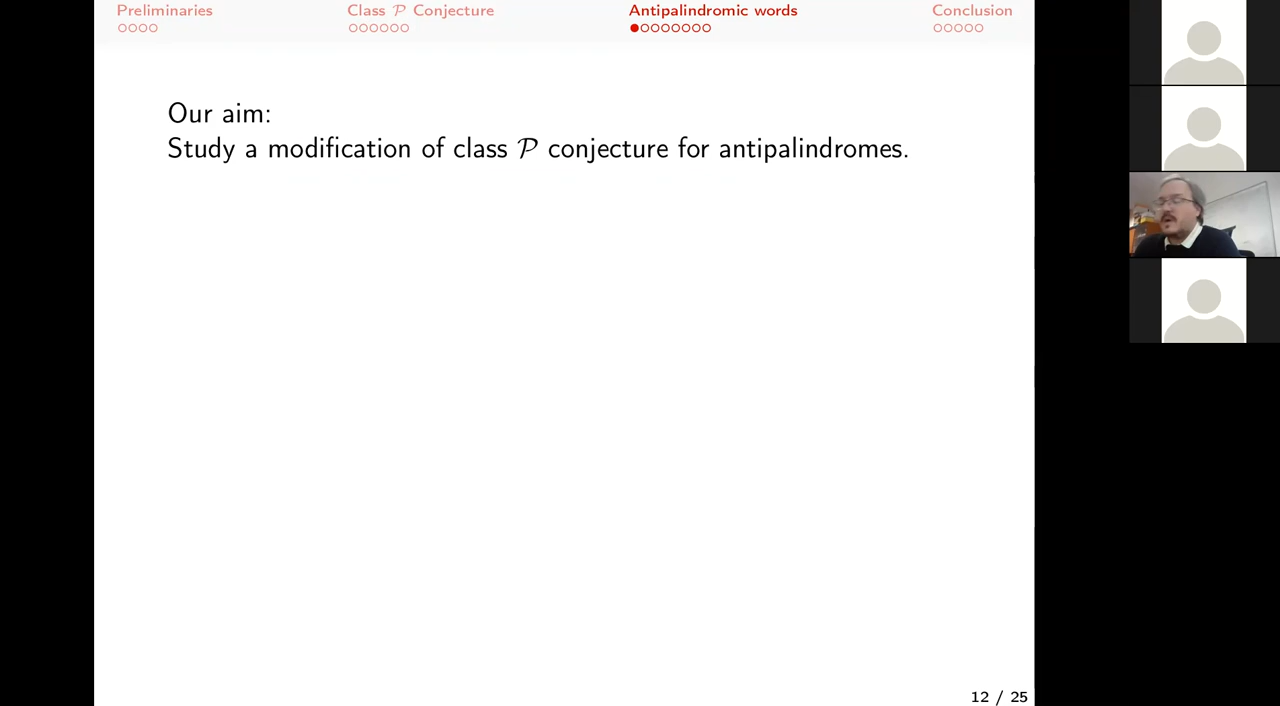 Preliminaries
Class 𝒫 Conjecture
Antipalindromic words
Conclusion
Our aim:
Study a modification of class 𝒫 conjecture for antipalindromes.
12 / 25